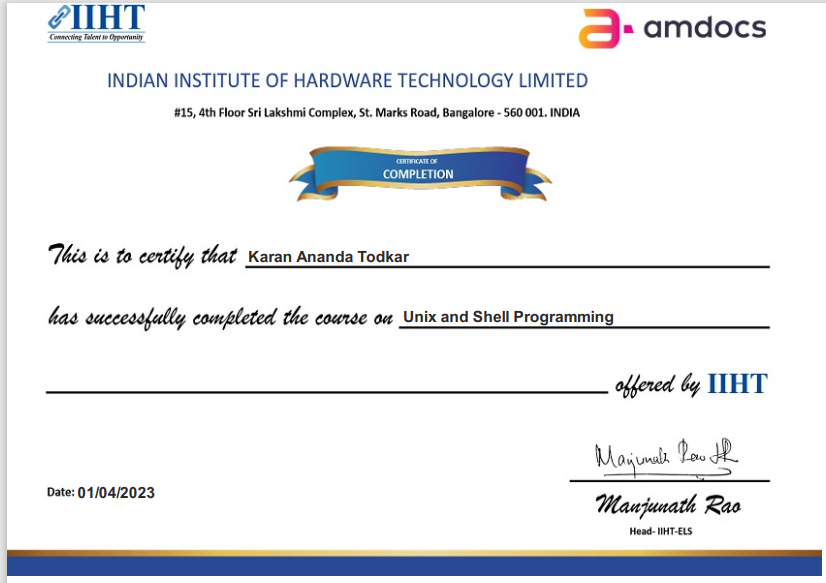 IIHT
Connecting Talent to Opportunity
amdocs
INDIAN INSTITUTE OF HARDWARE TECHNOLOGY LIMITED
#15, 4th Floor Sri Lakshmi Complex, St. Marks Road, Bangalore - 560 001. INDIA
CERTIFICATE OF
COMPLETION
This is to certify that Karan Ananda Todkar
has successfully completed the course on Unix and Shell Programming
offered by IIHT
Manjunath Rao
Date: 01/04/2023
Manjunath Rao
Head- IIHT-ELS